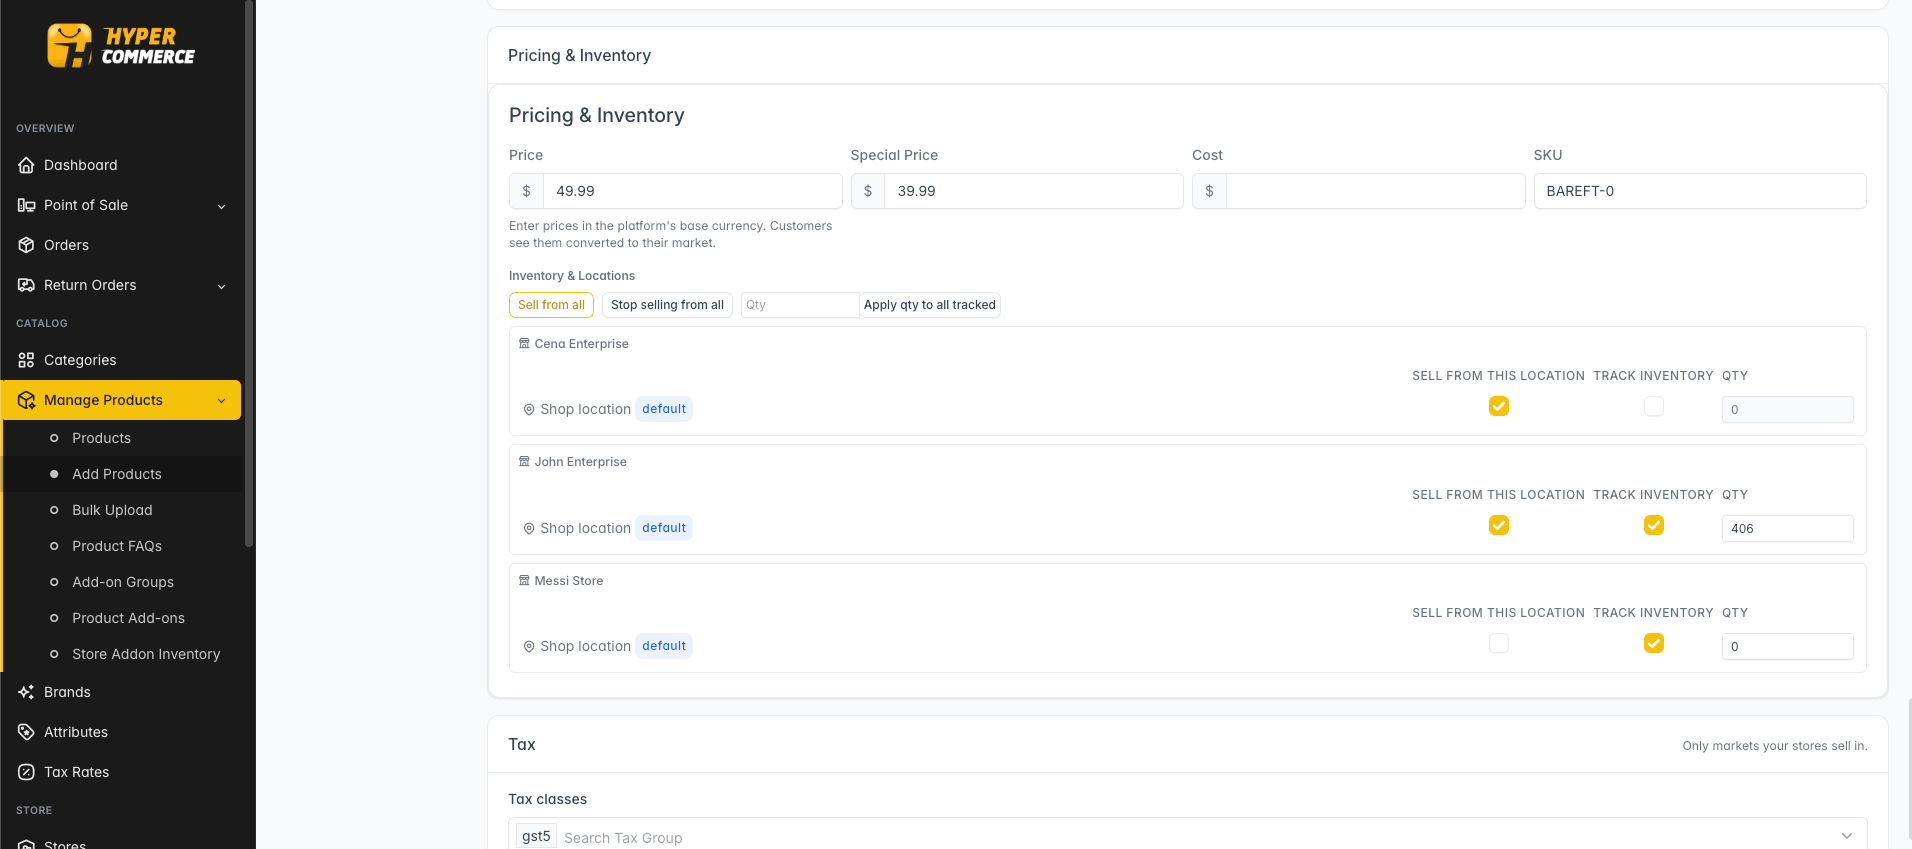 HYPER
COMMERCE
OVERVIEW
Dashboard
Point of Sale
Orders
Return Orders
CATALOG
Categories
Manage Products
Products
Add Products
Bulk Upload
Product FAQs
Add-on Groups
Product Add-ons
Store Addon Inventory
Brands
Attributes
Tax Rates
STORE
Stores
Pricing & Inventory
Pricing & Inventory
Price Special Price Cost SKU
$ 49.99 $ 39.99 $ BAREFT-0
Enter prices in the platform's base currency. Customers
see them converted to their market.
Inventory & Locations
Sell from all Stop selling from all Qty Apply qty to all tracked
Cena Enterprise
SELL FROM THIS LOCATION TRACK INVENTORY QTY
Shop location default 0
John Enterprise
SELL FROM THIS LOCATION TRACK INVENTORY QTY
Shop location default 406
Messi Store
SELL FROM THIS LOCATION TRACK INVENTORY QTY
Shop location default 0
Tax Only markets your stores sell in.
Tax classes
gst5 Search Tax Group